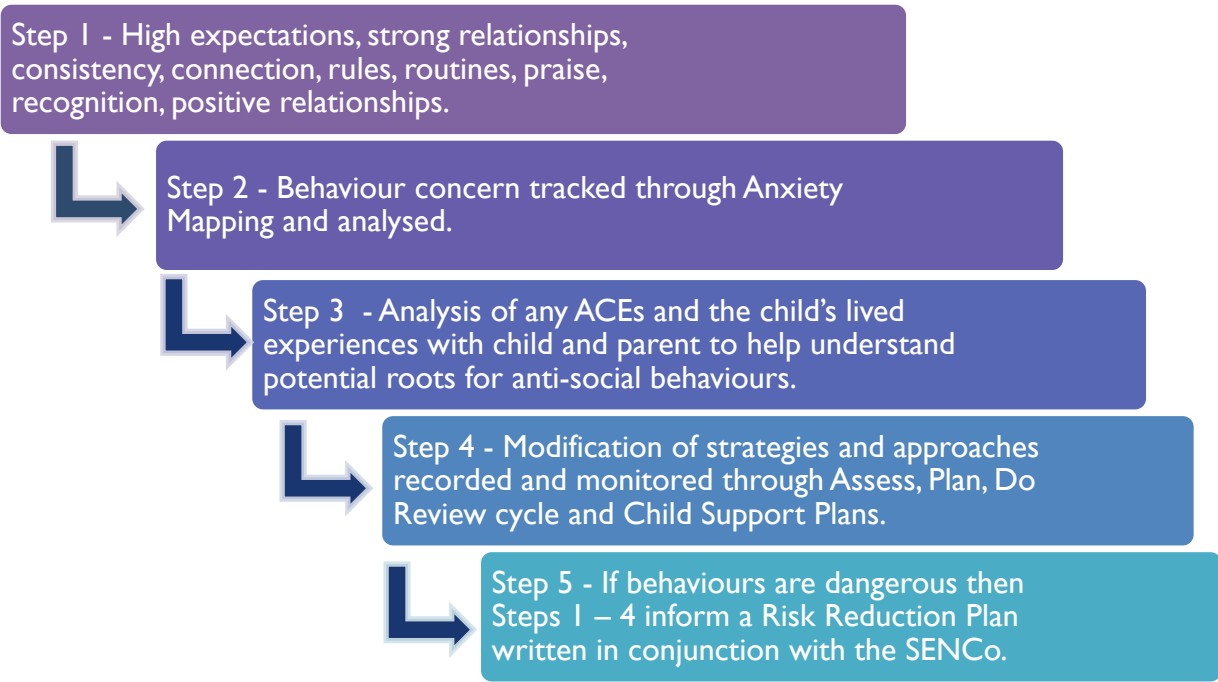 Step 1 - High expectations, strong relationships,
consistency, connection, rules, routines, praise,
recognition, positive relationships.
Step 2 - Behaviour concern tracked through Anxiety
Mapping and analysed.
Step 3  - Analysis of any ACEs and the child’s lived
experiences with child and parent to help understand
potential roots for anti-social behaviours.
Step 4 - Modification of strategies and approaches
recorded and monitored through Assess, Plan, Do
Review cycle and Child Support Plans.
Step 5 - If behaviours are dangerous then
Steps 1 – 4 inform a Risk Reduction Plan
written in conjunction with the SENCo.